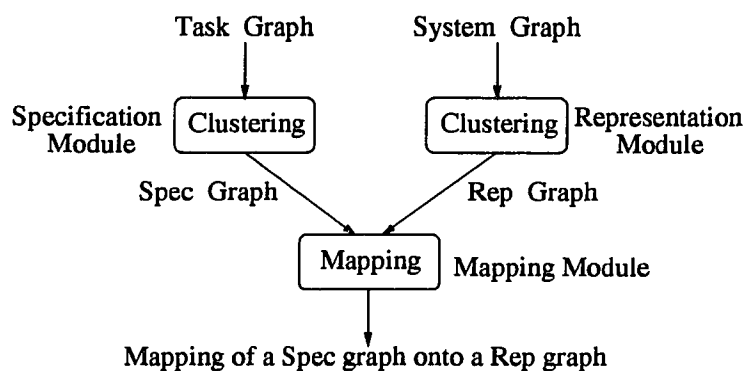 Task Graph
System Graph
Specification
Module
Clustering
Clustering
Representation
Module
Spec Graph
Rep Graph
Mapping
Mapping Module
Mapping of a Spec graph onto a Rep graph